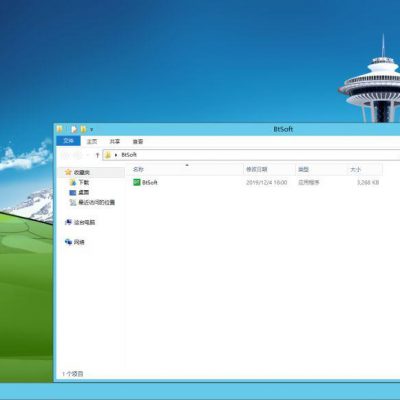 BtSoft
文件 主页 共享 查看
BtSoft
名称 修改日期 类型 大小
收藏夹
BtSoft 2019/12/4 16:00 应用程序 3,268 KB
下载
桌面
最近访问的位置
这台电脑
网络
1 个项目